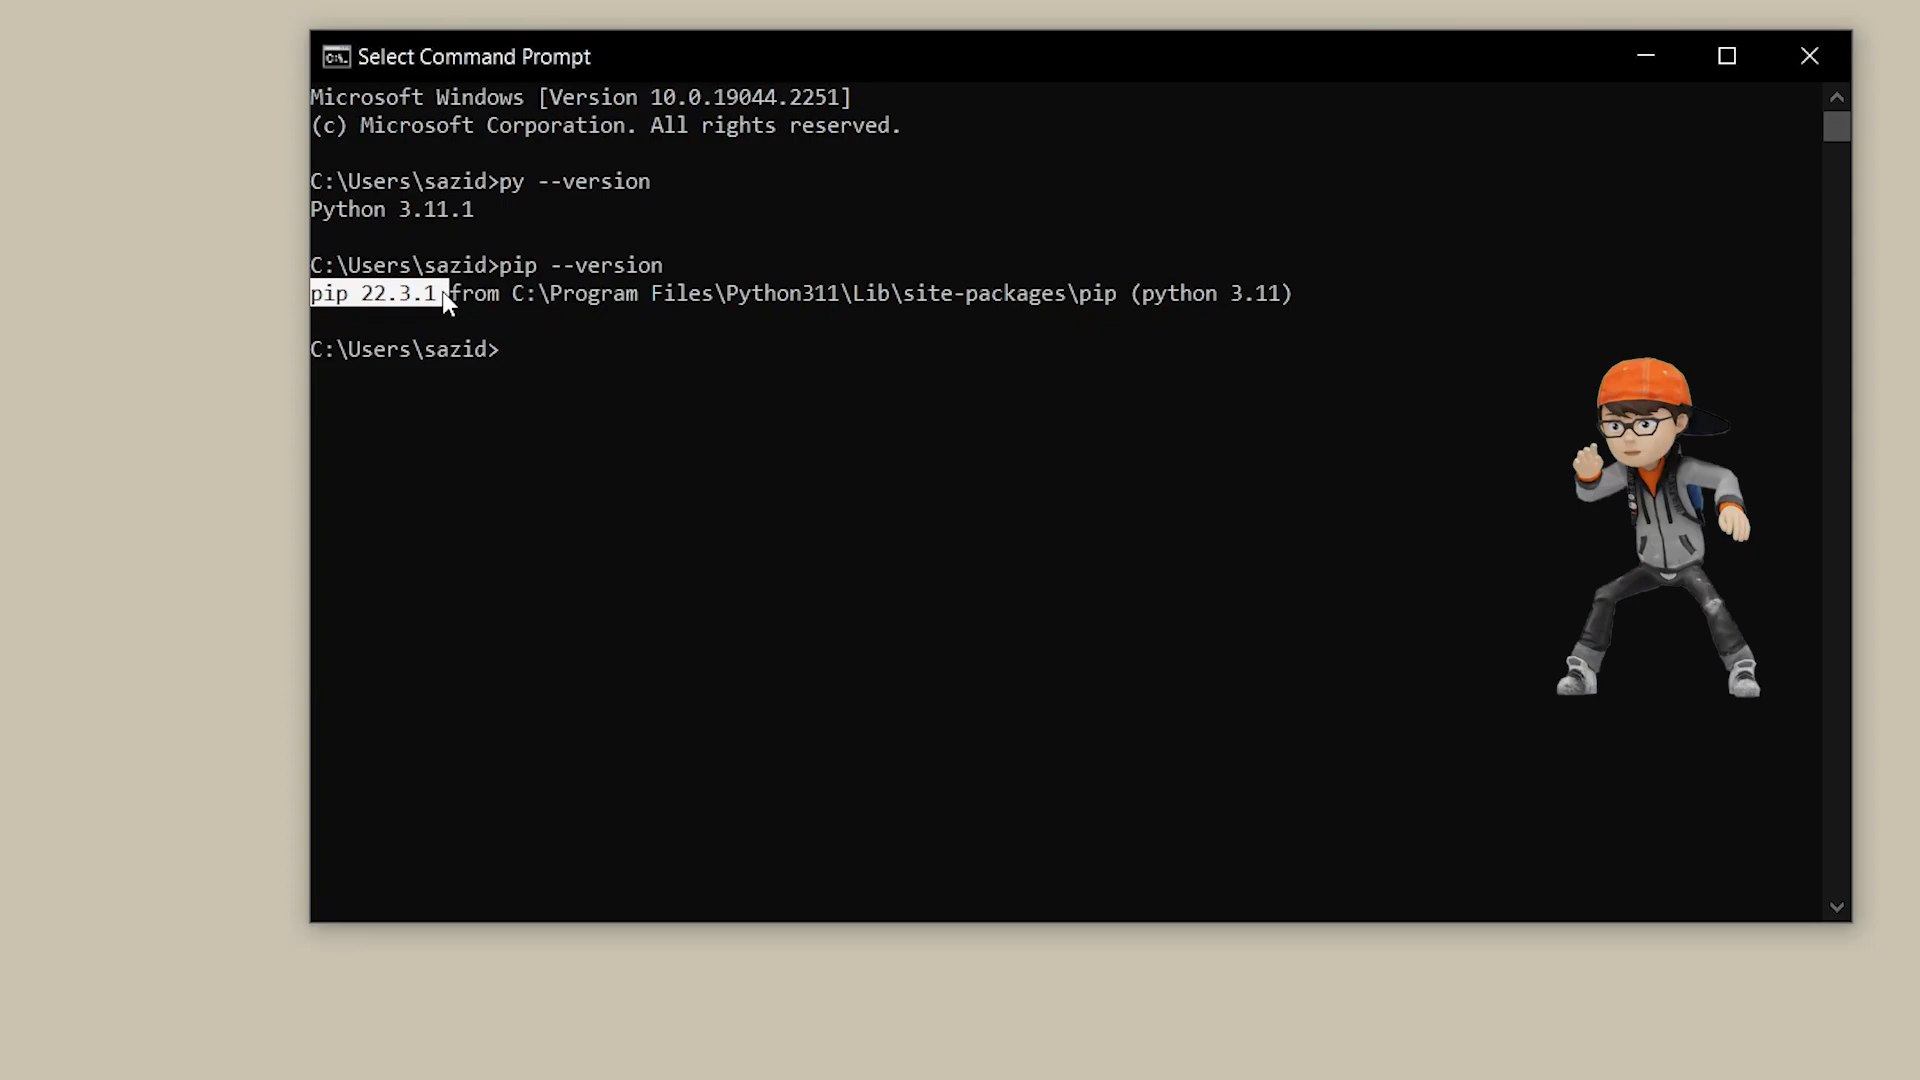 Select Command Prompt
Microsoft Windows [Version 10.0.19044.2251]
(c) Microsoft Corporation. All rights reserved.
C:\Users\sazid>py --version
Python 3.11.1
C:\Users\sazid>pip --version
pip 22.3.1 from C:\Program Files\Python311\Lib\site-packages\pip (python 3.11)
C:\Users\sazid>